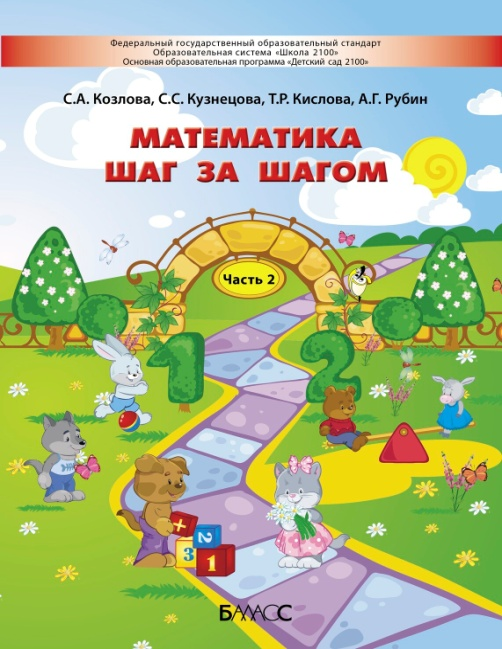 Федеральный государственный образовательный стандарт
Образовательная система «Школа 2100»
Основная образовательная программа «Детский сад 2100»
С.А. Козлова, С.С. Кузнецова, Т.Р. Кислова, А.Г. Рубин
МАТЕМАТИКА
ШАГ ЗА ШАГОМ
Часть 2
1 2
+ 2
3 1
БАЛАСС